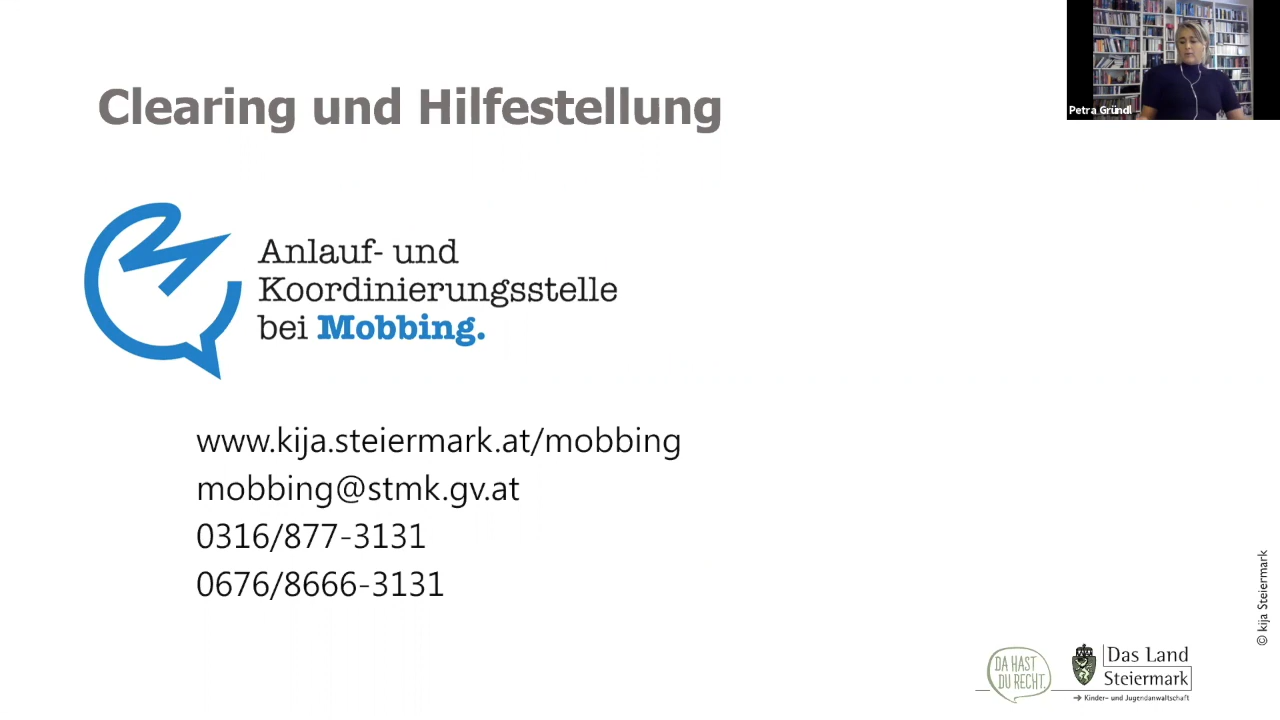 Clearing und Hilfestellung
Petra Gründl
Anlauf- und
Koordinierungsstelle
bei Mobbing.
www.kija.steiermark.at/mobbing
mobbing@stmk.gv.at
0316/877-3131
0676/8666-3131
© kija Steiermark
DA HAST
DU RECHT.
Das Land
Steiermark
→ Kinder- und Jugendanwaltschaft